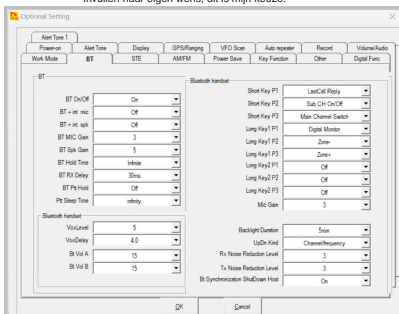 Invullen naar eigen wens, dit is mijn keuze.
Optional Setting
Alert Tone 1
Power-on Alert Tone Display GPS/Ranging VFO Scan Auto repeater Record Volume/Audio
Work Mode BT STE AM/FM Power Save Key Function Other Digital Func
BT
BT On/Off On
BT + int mic Off
BT + int spk Off
BT MIC Gain 3
BT Spk Gain 5
BT Hold Time Infinite
BT RX Delay 30ms
BT Ptt Hold Off
Ptt Sleep Time infinity
Bluetooth handset
VoxLevel 5
VoxDelay 4.0
Bt Vol A 15
Bt Vol B 15
Bluetooth handset
Short Key P1 LastCall Reply
Short Key P2 Sub CH On/Off
Short Key P3 Main Channel Switch
Long Key1 P1 Digital Monitor
Long Key1 P2 Zone-
Long Key1 P3 Zone+
Long Key2 P1 Off
Long Key2 P2 Off
Long Key2 P3 Off
Mic Gain 3
Backlight Duration 5min
UpDn Kind Channel/frequency
Rx Noise Reduction Level 3
Tx Noise Reduction Level 3
Bt Synchronization ShutDown Host On
OK Cancel